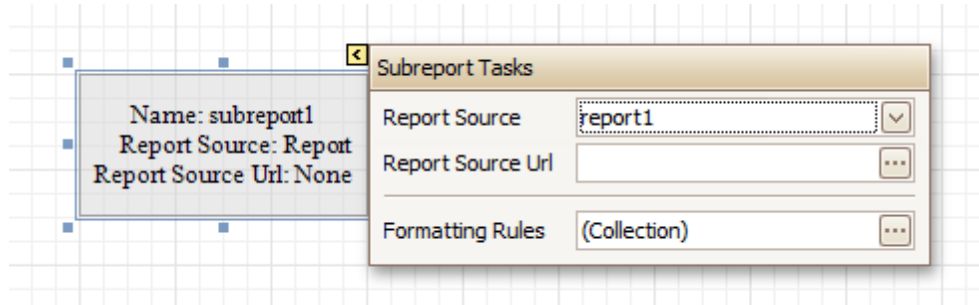 Name: subreport1
Report Source: Report
Report Source Url: None
Subreport Tasks
Report Source report1
Report Source Url
Formatting Rules (Collection)